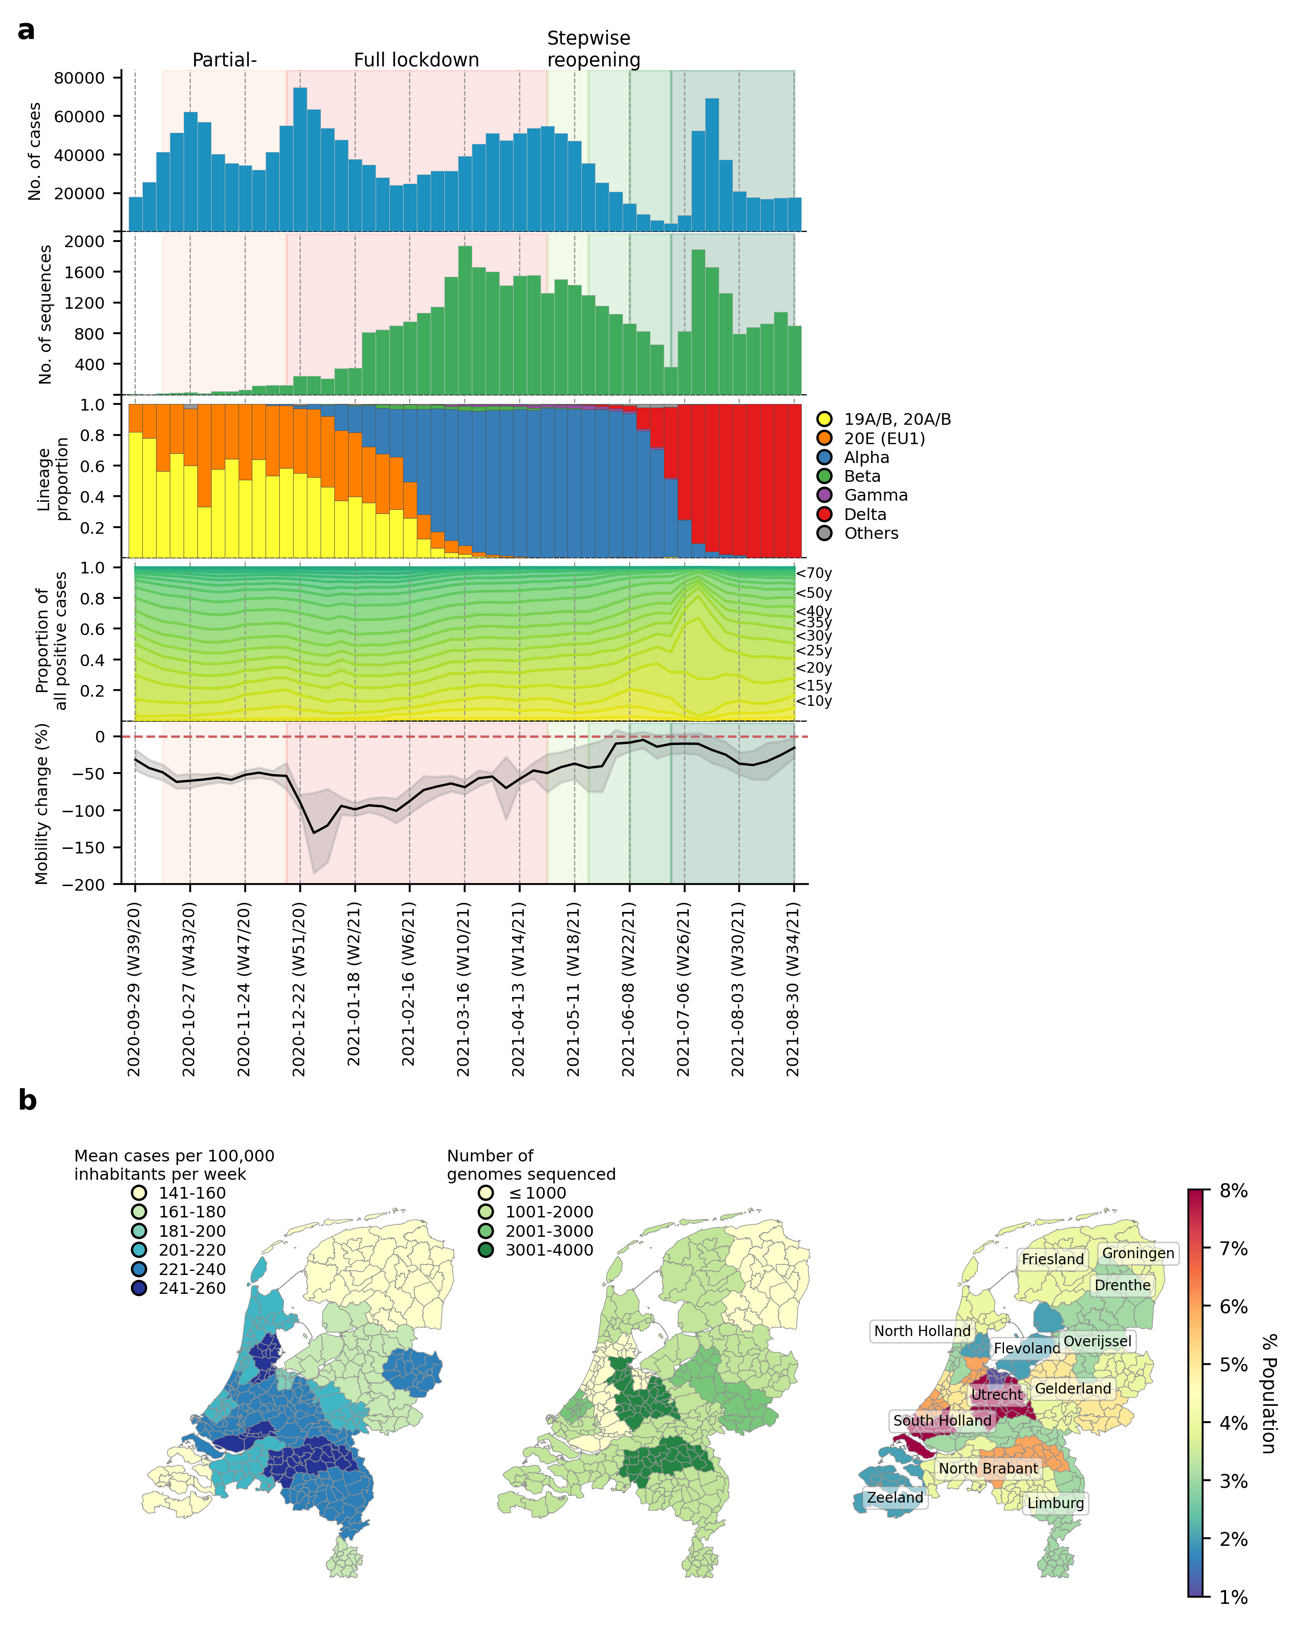 a
Partial-
Full lockdown
Stepwise
reopening
No. of cases
80000
60000
40000
20000
No. of sequences
2000
1600
1200
800
400
Lineage
proportion
1.0
0.8
0.6
0.4
0.2
19A/B, 20A/B
20E (EU1)
Alpha
Beta
Gamma
Delta
Others
Proportion of
all positive cases
1.0
0.8
0.6
0.4
0.2
<70y
<50y
<40y
<35y
<30y
<25y
<20y
<15y
<10y
Mobility change (%)
0
−50
−100
−150
−200
2020-09-29 (W39/20)
2020-10-27 (W43/20)
2020-11-24 (W47/20)
2020-12-22 (W51/20)
2021-01-18 (W2/21)
2021-02-16 (W6/21)
2021-03-16 (W10/21)
2021-04-13 (W14/21)
2021-05-11 (W18/21)
2021-06-08 (W22/21)
2021-07-06 (W26/21)
2021-08-03 (W30/21)
2021-08-30 (W34/21)
b
Mean cases per 100,000
inhabitants per week
141-160
161-180
181-200
201-220
221-240
241-260
Number of
genomes sequenced
≤1000
1001-2000
2001-3000
3001-4000
Friesland
Groningen
Drenthe
North Holland
Flevoland
Overijssel
Utrecht
Gelderland
South Holland
North Brabant
Zeeland
Limburg
8%
7%
6%
5%
4%
3%
2%
1%
% Population